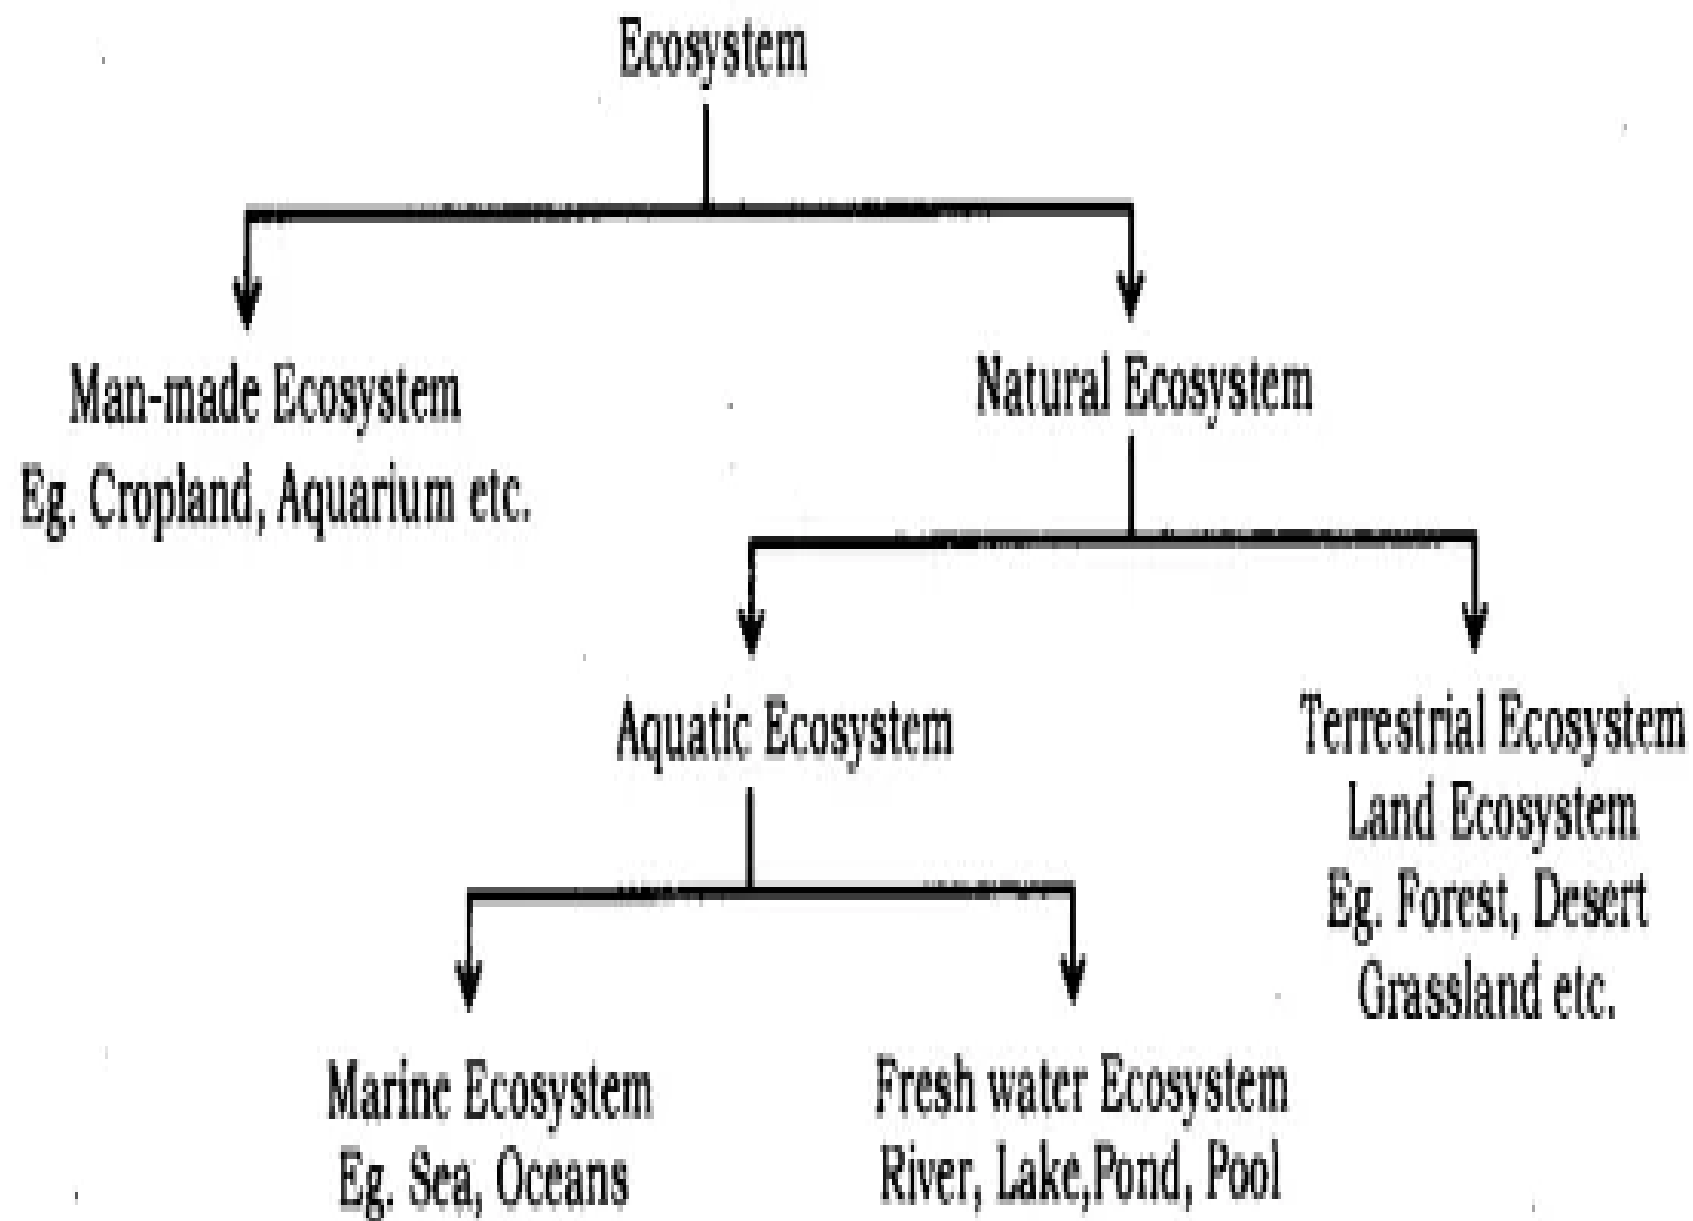 Ecosystem
Man-made Ecosystem
Eg. Cropland, Aquarium etc.
Natural Ecosystem
Aquatic Ecosystem
Terrestrial Ecosystem
Land Ecosystem
Eg. Forest, Desert
Grassland etc.
Marine Ecosystem
Eg. Sea, Oceans
Fresh water Ecosystem
River, Lake,Pond, Pool